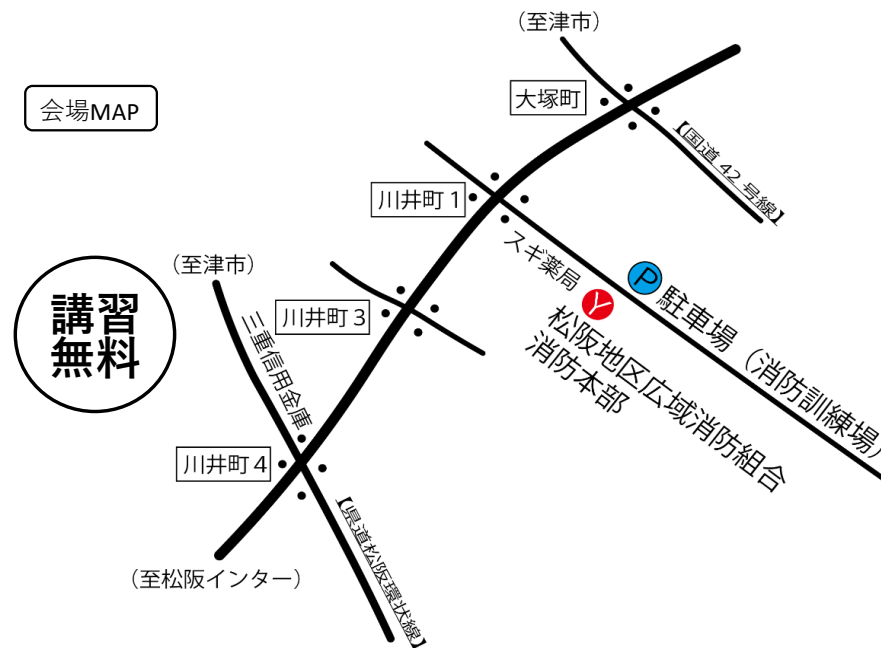 (至津市)
会場MAP
大塚町
【国道 42 号線】
川井町 1
スギ薬局
P 駐車場（消防訓練場）
(至津市)
講習
無料
川井町 3
松阪地区広域消防組合
消防本部
三重信用金庫
川井町 4
【県道松阪環状線】
(至松阪インター)